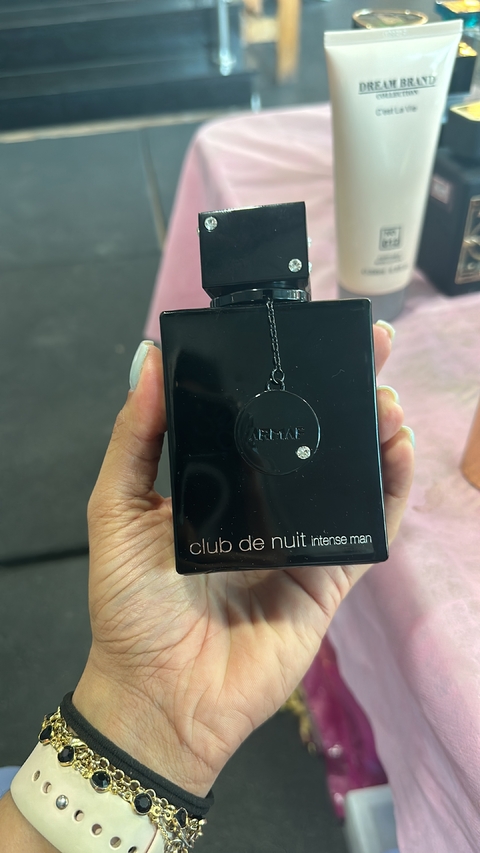 DREAM BRAND
COLLECTION
C'est La Vie
ARMAF
club de nuit intense man